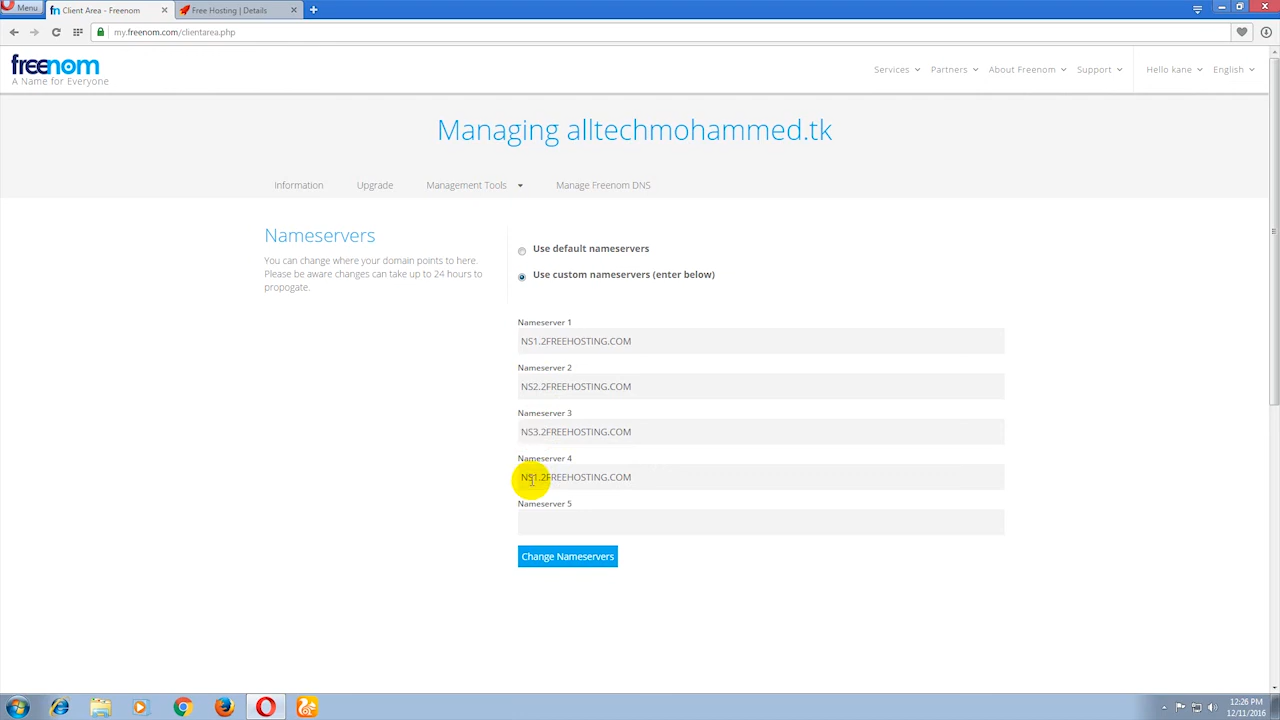 Menu
Client Area - Freenom
Free Hosting | Details
my.freenom.com/clientarea.php
freenom
A Name for Everyone
Services
Partners
About Freenom
Support
Hello kane
English
Managing alltechmohammed.tk
Information
Upgrade
Management Tools
Manage Freenom DNS
Nameservers
You can change where your domain points to here.
Please be aware changes can take up to 24 hours to
propogate.
Use default nameservers
Use custom nameservers (enter below)
Nameserver 1
NS1.2FREEHOSTING.COM
Nameserver 2
NS2.2FREEHOSTING.COM
Nameserver 3
NS3.2FREEHOSTING.COM
Nameserver 4
NS1.2FREEHOSTING.COM
Nameserver 5
Change Nameservers
12:26 PM
12/11/2016